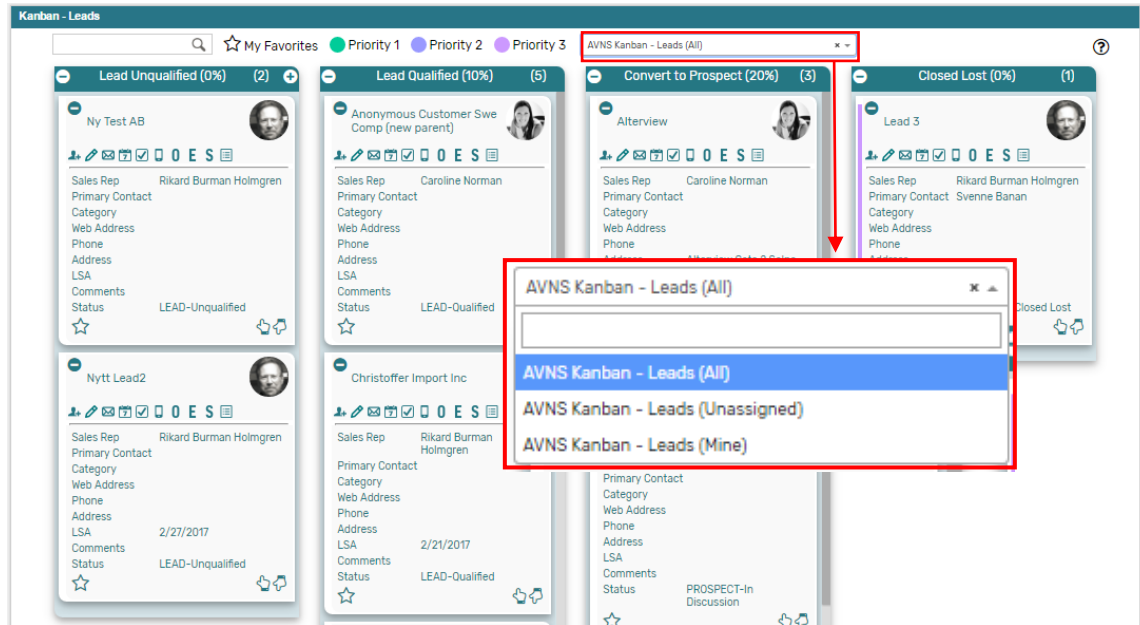 Kanban - Leads
My Favorites Priority 1 Priority 2 Priority 3 AVNS Kanban - Leads (All) × ?
Lead Unqualified (0%) (2)
Ny Test AB
7 O E S
Sales Rep Rikard Burman Holmgren
Primary Contact
Category
Web Address
Phone
Address
LSA
Comments
Status LEAD-Unqualified
Nytt Lead2
7 O E S
Sales Rep Rikard Burman Holmgren
Primary Contact
Category
Web Address
Phone
Address
LSA 2/27/2017
Comments
Status LEAD-Unqualified
Lead Qualified (10%) (5)
Anonymous Customer Swe
Comp (new parent)
7 O E S
Sales Rep Caroline Norman
Primary Contact
Category
Web Address
Phone
Address
LSA
Comments
Status LEAD-Qualified
Christoffer Import Inc
7 O E S
Sales Rep Rikard Burman
Holmgren
Primary Contact
Category
Web Address
Phone
Address
LSA 2/21/2017
Comments
Status LEAD-Qualified
Convert to Prospect (20%) (3)
Alterview
7 O E S
Sales Rep Caroline Norman
Primary Contact
Category
Web Address
Phone
Primary Contact
Category
Web Address
Phone
Address
LSA
Comments
Status PROSPECT-In
Discussion
Closed Lost (0%) (1)
Lead 3
7 O E S
Sales Rep Rikard Burman Holmgren
Primary Contact Svenne Banan
Category
Web Address
Phone
Closed Lost
AVNS Kanban - Leads (All) ×
AVNS Kanban - Leads (All)
AVNS Kanban - Leads (Unassigned)
AVNS Kanban - Leads (Mine)